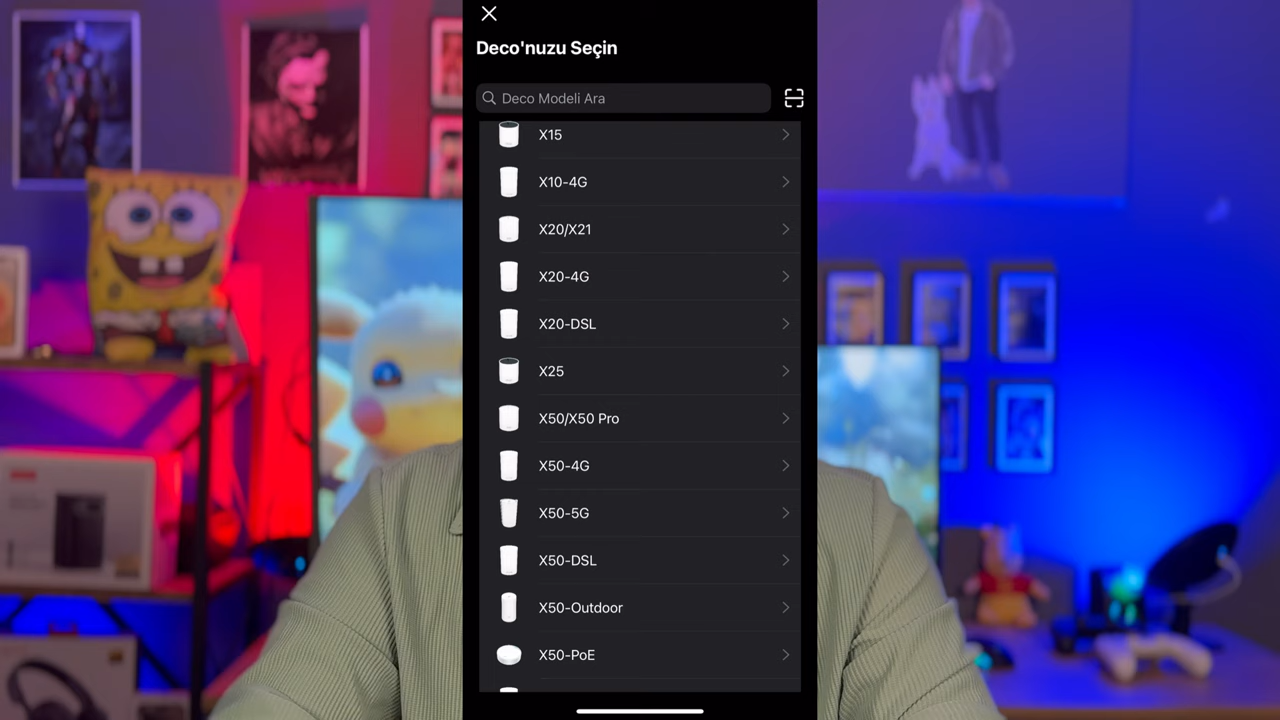 Deco'nuzu Seçin
Deco Modeli Ara
X15
X10-4G
X20/X21
X20-4G
X20-DSL
X25
X50/X50 Pro
X50-4G
X50-5G
X50-DSL
X50-Outdoor
X50-PoE